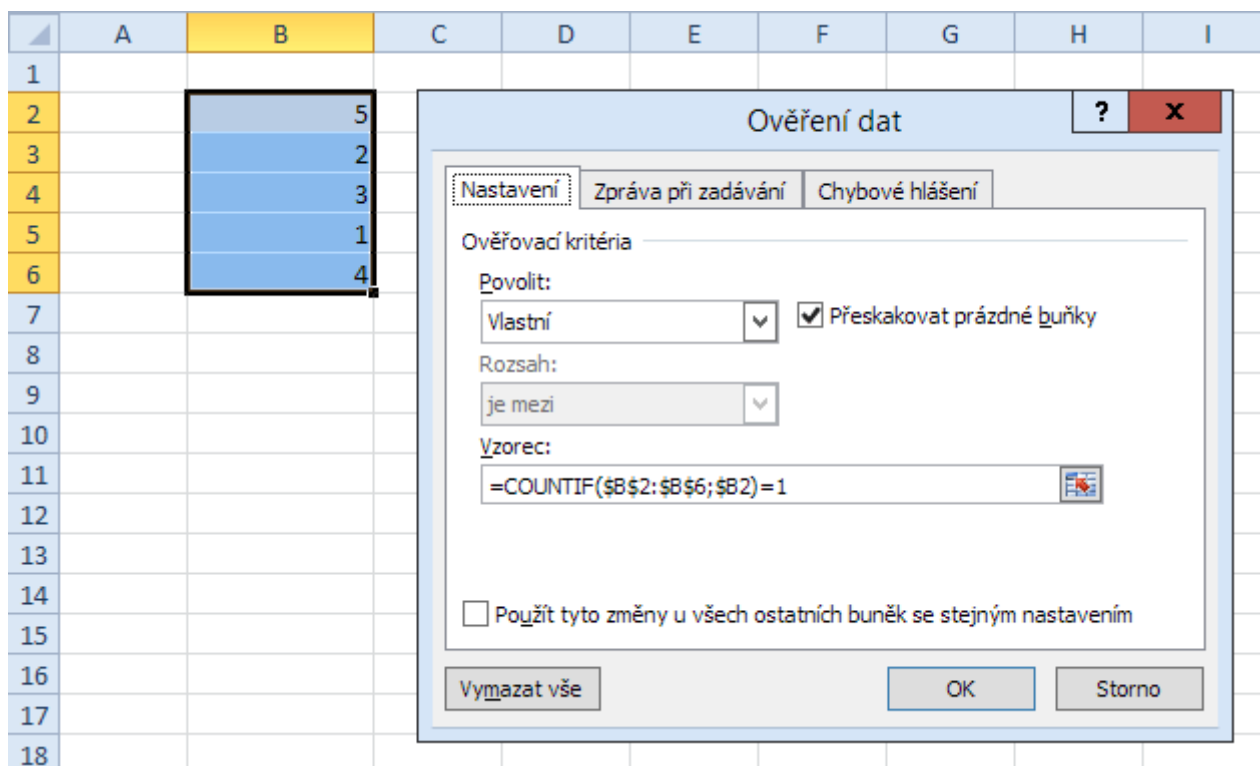 A B C D E F G H I
1
2 5
3 2
4 3
5 1
6 4
7
8
9
10
11
12
13
14
15
16
17
18
Ověření dat ? x
Nastavení Zpráva při zadávání Chybové hlášení
Ověřovací kritéria
Povolit:
Vlastní Přeskakovat prázdné buňky
Rozsah:
je mezi
Vzorec:
=COUNTIF($B$2:$B$6;$B2)=1
Použít tyto změny u všech ostatních buněk se stejným nastavením
Vymazat vše OK Storno